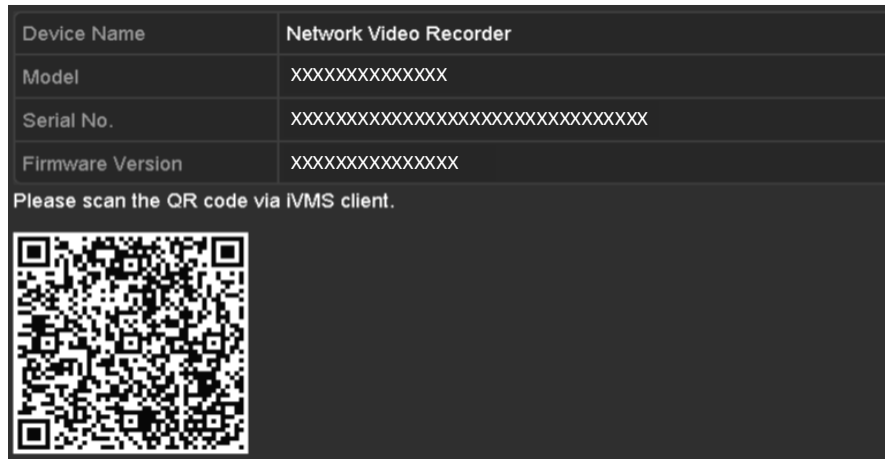 Device Name Network Video Recorder
Model XXXXXXXXXXXXXX
Serial No. XXXXXXXXXXXXXXXXXXXXXXXXXXXXXXXX
Firmware Version XXXXXXXXXXXXXXX
Please scan the QR code via iVMS client.